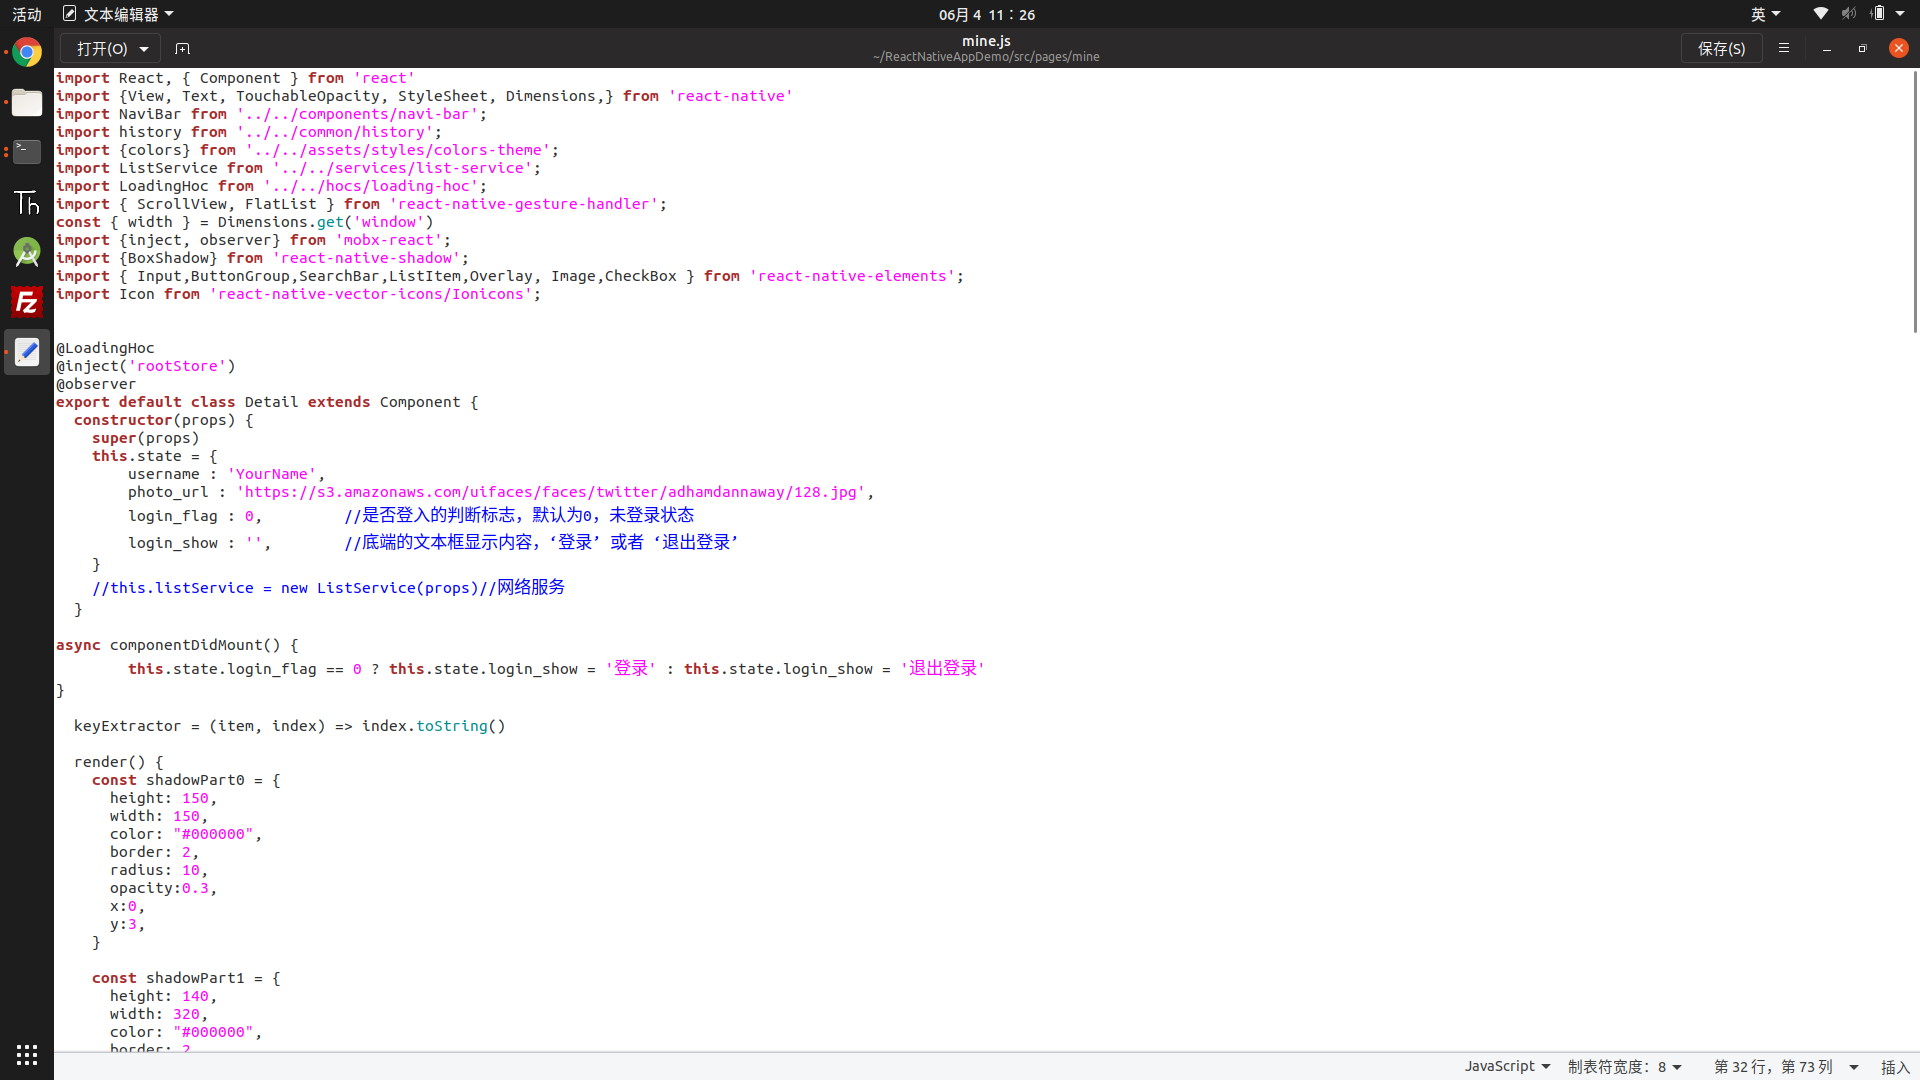 活动 文本编辑器 06月 4 11：26 英
打开(O) mine.js 保存(S)
~/ReactNativeAppDemo/src/pages/mine
import React, { Component } from 'react'
import {View, Text, TouchableOpacity, StyleSheet, Dimensions,} from 'react-native'
import NaviBar from '../../components/navi-bar';
import history from '../../common/history';
import {colors} from '../../assets/styles/colors-theme';
import ListService from '../../services/list-service';
import LoadingHoc from '../../hocs/loading-hoc';
import { ScrollView, FlatList } from 'react-native-gesture-handler';
const { width } = Dimensions.get('window')
import {inject, observer} from 'mobx-react';
import {BoxShadow} from 'react-native-shadow';
import { Input,ButtonGroup,SearchBar,ListItem,Overlay, Image,CheckBox } from 'react-native-elements';
import Icon from 'react-native-vector-icons/Ionicons';
@LoadingHoc
@inject('rootStore')
@observer
export default class Detail extends Component {
  constructor(props) {
    super(props)
    this.state = {
        username : 'YourName',
        photo_url : 'https://s3.amazonaws.com/uifaces/faces/twitter/adhamdannaway/128.jpg',
        login_flag : 0,         //是否登入的判断标志，默认为0，未登录状态
        login_show : '',        //底端的文本框显示内容，‘登录’ 或者 ‘退出登录’
    }
    //this.listService = new ListService(props)//网络服务
  }
async componentDidMount() {
        this.state.login_flag == 0 ? this.state.login_show = '登录' : this.state.login_show = '退出登录'
}
  keyExtractor = (item, index) => index.toString()
  render() {
    const shadowPart0 = {
      height: 150,
      width: 150,
      color: "#000000",
      border: 2,
      radius: 10,
      opacity:0.3,
      x:0,
      y:3,
    }
    const shadowPart1 = {
      height: 140,
      width: 320,
      color: "#000000",
      border: 2
JavaScript 制表符宽度：8 第 32 行，第 73 列 插入